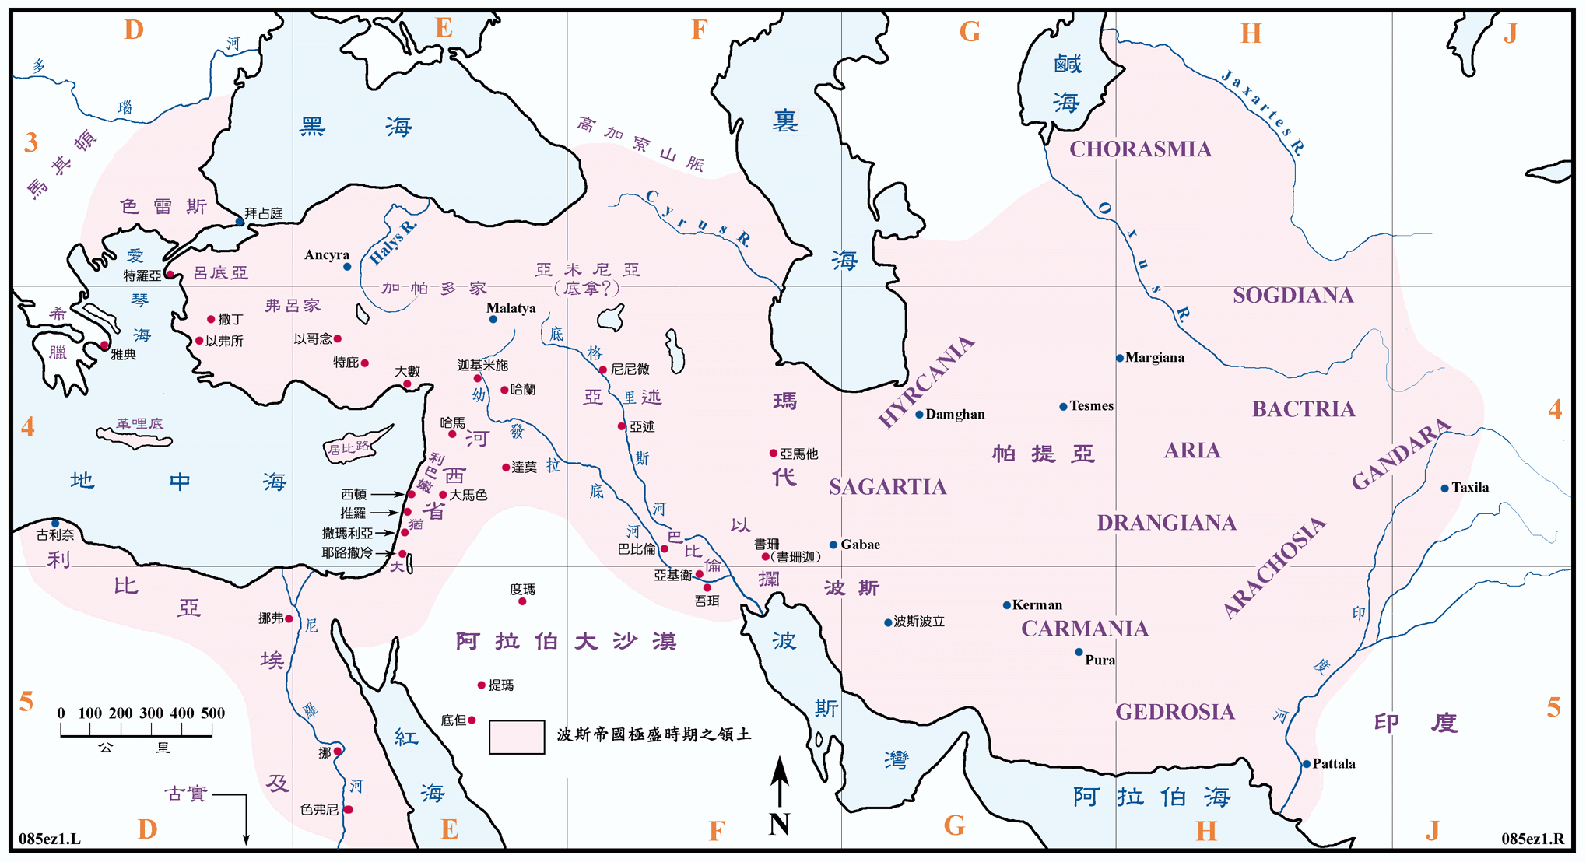 D
E
F
G
H
J
多瑙河
3
馬其頓
黑海
高加索山脈
裏海
鹹海
Jaxartes R.
CHORASMIA
色雷斯
拜占庭
Cyrus R.
Orus R.
Halys R.
Ancyra
愛琴海
特羅亞
呂底亞
加帕多家
亞米尼亞
(底拿?)
SOGDIANA
希臘
弗呂家
Malatya
撒丁
以弗所
以哥念
雅典
特庇
大數
迦基米施
哈蘭
底格里斯河
尼尼微
亞述
瑪代
HYRCANIA
Margiana
Damghan
Tesmes
BACTRIA
4
4
革哩底
居比路
哈馬
河西省
幼發拉底河
亞述
亞馬他
帕提亞
ARIA
GANDARA
地中海
達莫
西頓
大馬色
推羅
撒瑪利亞
耶路撒冷
猶大
SAGARTIA
Taxila
DRANGIANA
ARACHOSIA
古利奈
利比亞
巴比倫
巴比倫
以攔
書珊
(書珊迦)
Gabae
亞基衛
吾珥
波斯
度瑪
挪弗
尼羅河
埃及
阿拉伯大沙漠
波斯灣
波斯波立
Kerman
CARMANIA
Pura
印度河
5
5
提瑪
底但
GEDROSIA
印度
0 100 200 300 400 500
公里
波斯帝國極盛時期之領土
紅海
挪
色弗尼
古實
Pattala
阿拉伯海
N
D
E
F
G
H
J
085ez1.L
085ez1.R